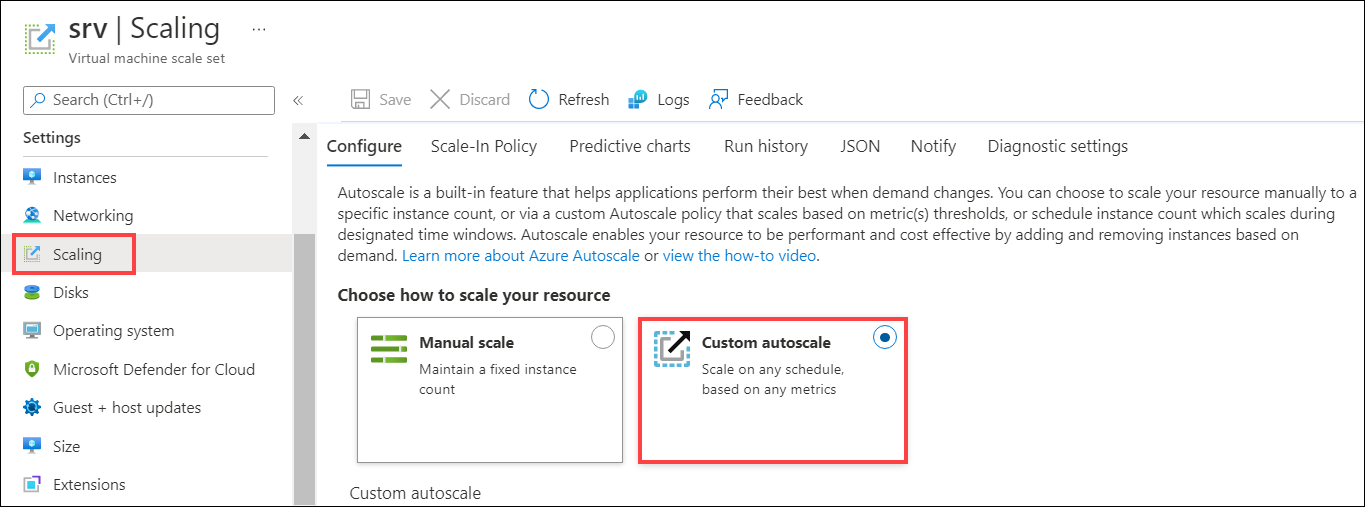 srv | Scaling ...
Virtual machine scale set
Search (Ctrl+/)
«
Save
Discard
Refresh
Logs
Feedback
Settings
Instances
Networking
Scaling
Disks
Operating system
Microsoft Defender for Cloud
Guest + host updates
Size
Extensions
Configure
Scale-In Policy
Predictive charts
Run history
JSON
Notify
Diagnostic settings
Autoscale is a built-in feature that helps applications perform their best when demand changes. You can choose to scale your resource manually to a
specific instance count, or via a custom Autoscale policy that scales based on metric(s) thresholds, or schedule instance count which scales during
designated time windows. Autoscale enables your resource to be performant and cost effective by adding and removing instances based on
demand. Learn more about Azure Autoscale or view the how-to video.
Choose how to scale your resource
Manual scale
Maintain a fixed instance
count
Custom autoscale
Scale on any schedule,
based on any metrics
Custom autoscale